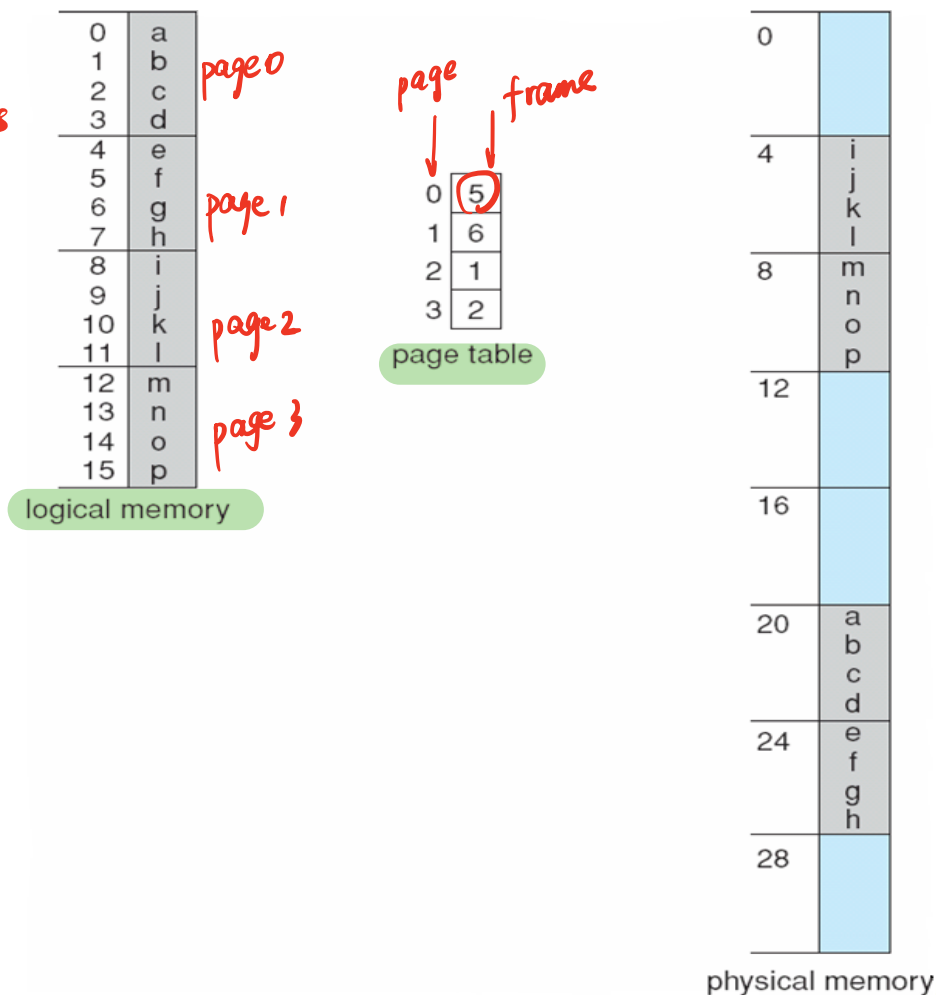 0 a
1 b
2 c
3 d
page 0
s
4 e
5 f
6 g
7 h
page 1
8 i
9 j
10 k
11 l
page 2
12 m
13 n
14 o
15 p
page 3
logical memory
page
frame
0 5
1 6
2 1
3 2
page table
0
4 i
j
k
l
8 m
n
o
p
12
16
20 a
b
c
d
24 e
f
g
h
28
physical memory